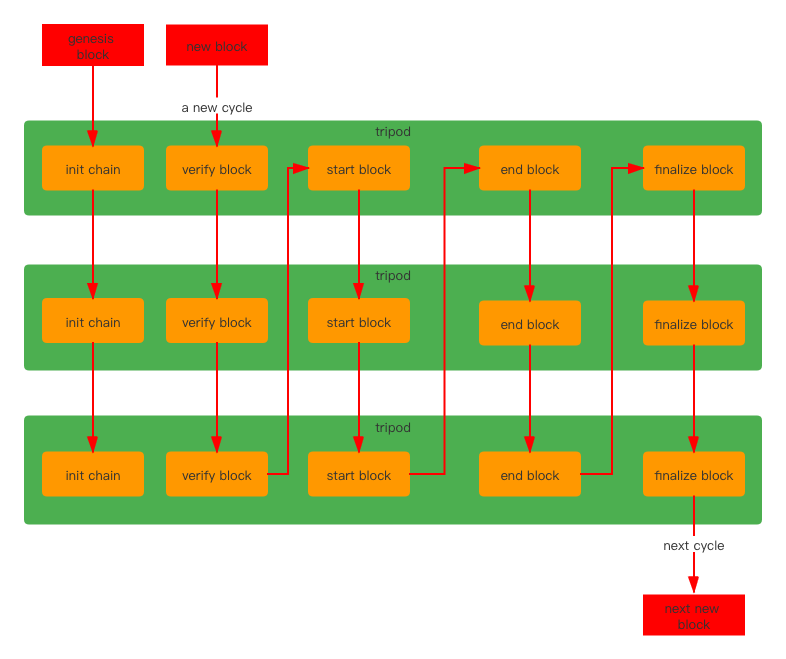 genesis
block
new block
a new cycle
tripod
init chain
verify block
start block
end block
finalize block
tripod
init chain
verify block
start block
end block
finalize block
tripod
init chain
verify block
start block
end block
finalize block
next cycle
next new
block